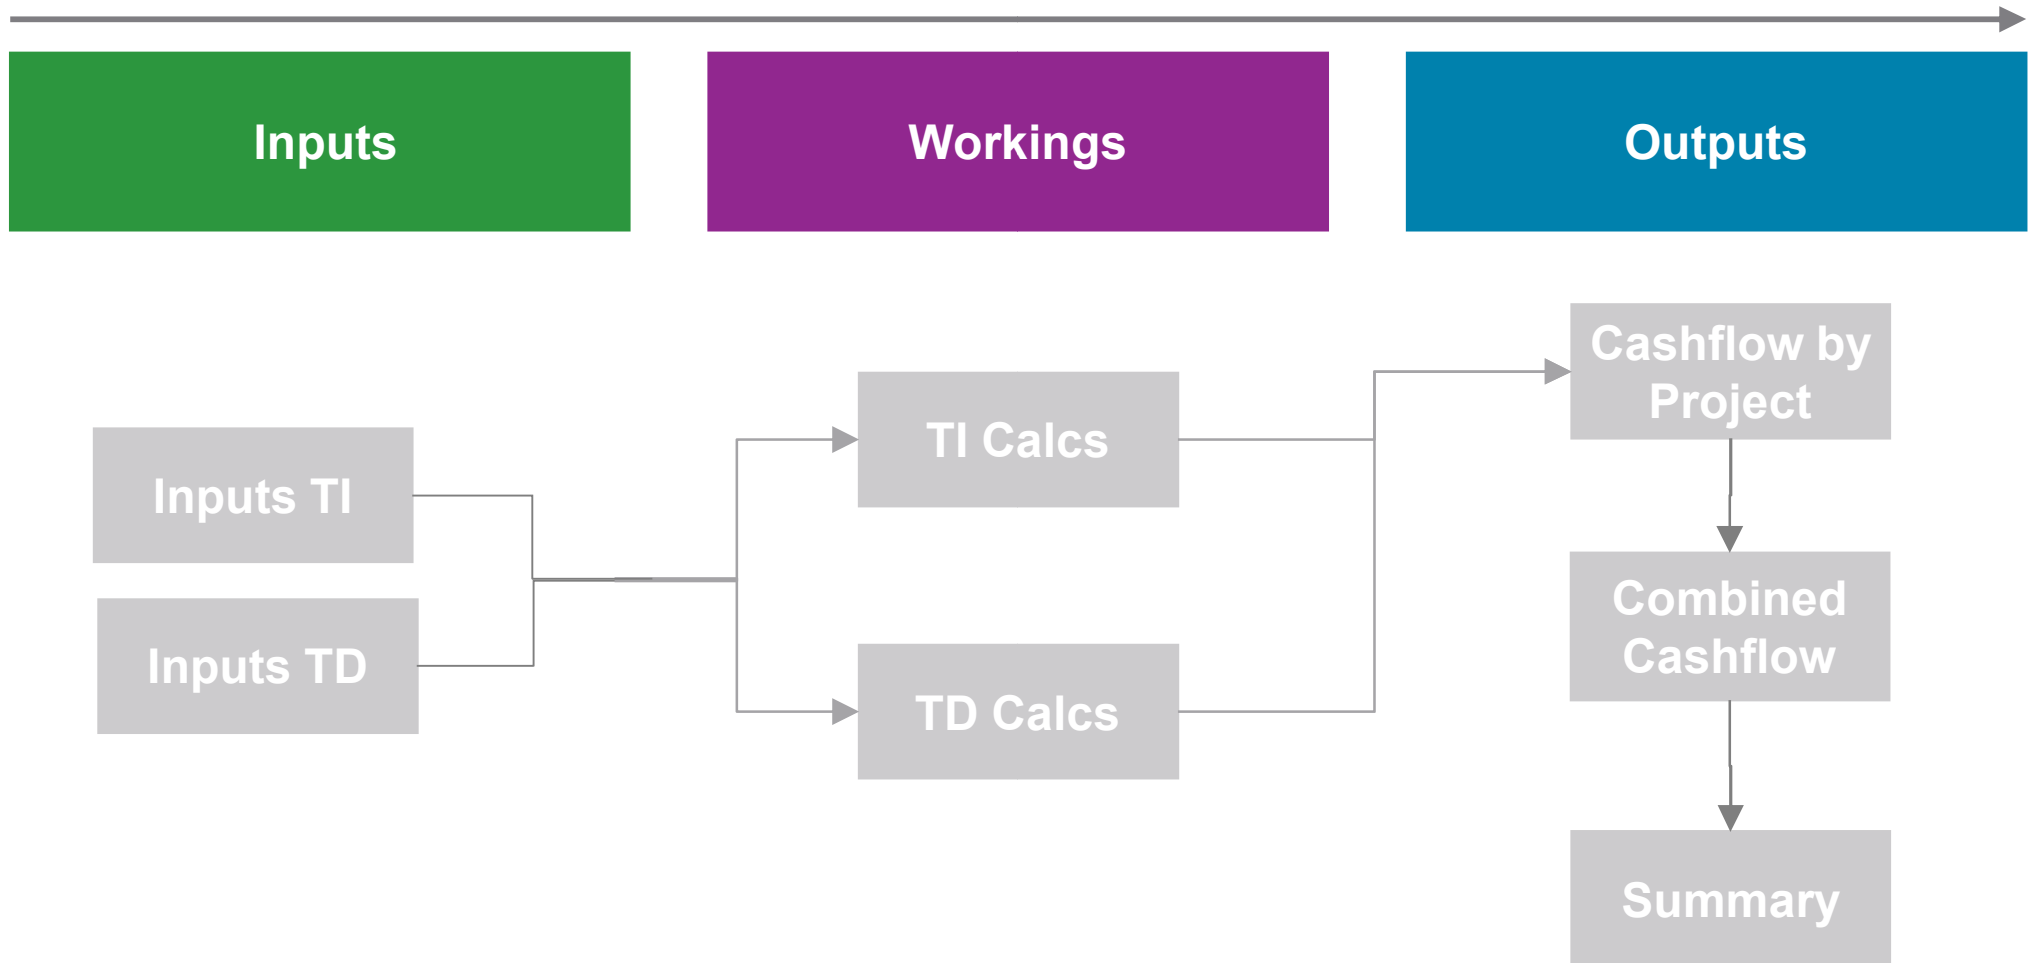 Inputs
Workings
Outputs
Inputs TI
Inputs TD
TI Calcs
TD Calcs
Cashflow by
Project
Combined
Cashflow
Summary